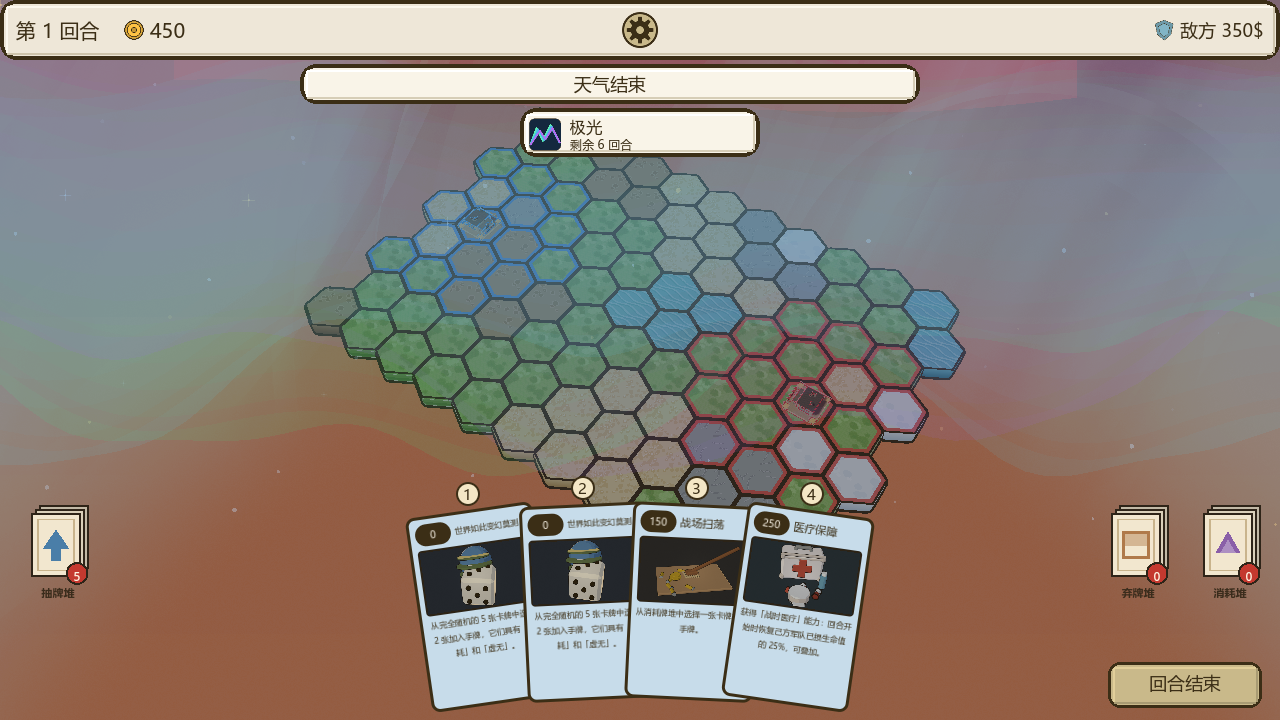 第 1 回合
450
敌方 350$
天气结束
极光
剩余 6 回合
1
2
3
4
0
世界如此变幻莫测
从完全随机的 5 张卡牌中选
2 张加入手牌，它们具有
耗」和「虚无」。
0
世界如此变幻莫测
从完全随机的 5 张卡牌中选
2 张加入手牌，它们具有
耗」和「虚无」。
150
战场扫荡
从消耗牌堆中选择一张卡牌
手牌。
250
医疗保障
获得「战时医疗」能力：回合开
始时恢复己方军队已损生命值
的 25%，可叠加。
5
抽牌堆
0
弃牌堆
0
消耗堆
回合结束